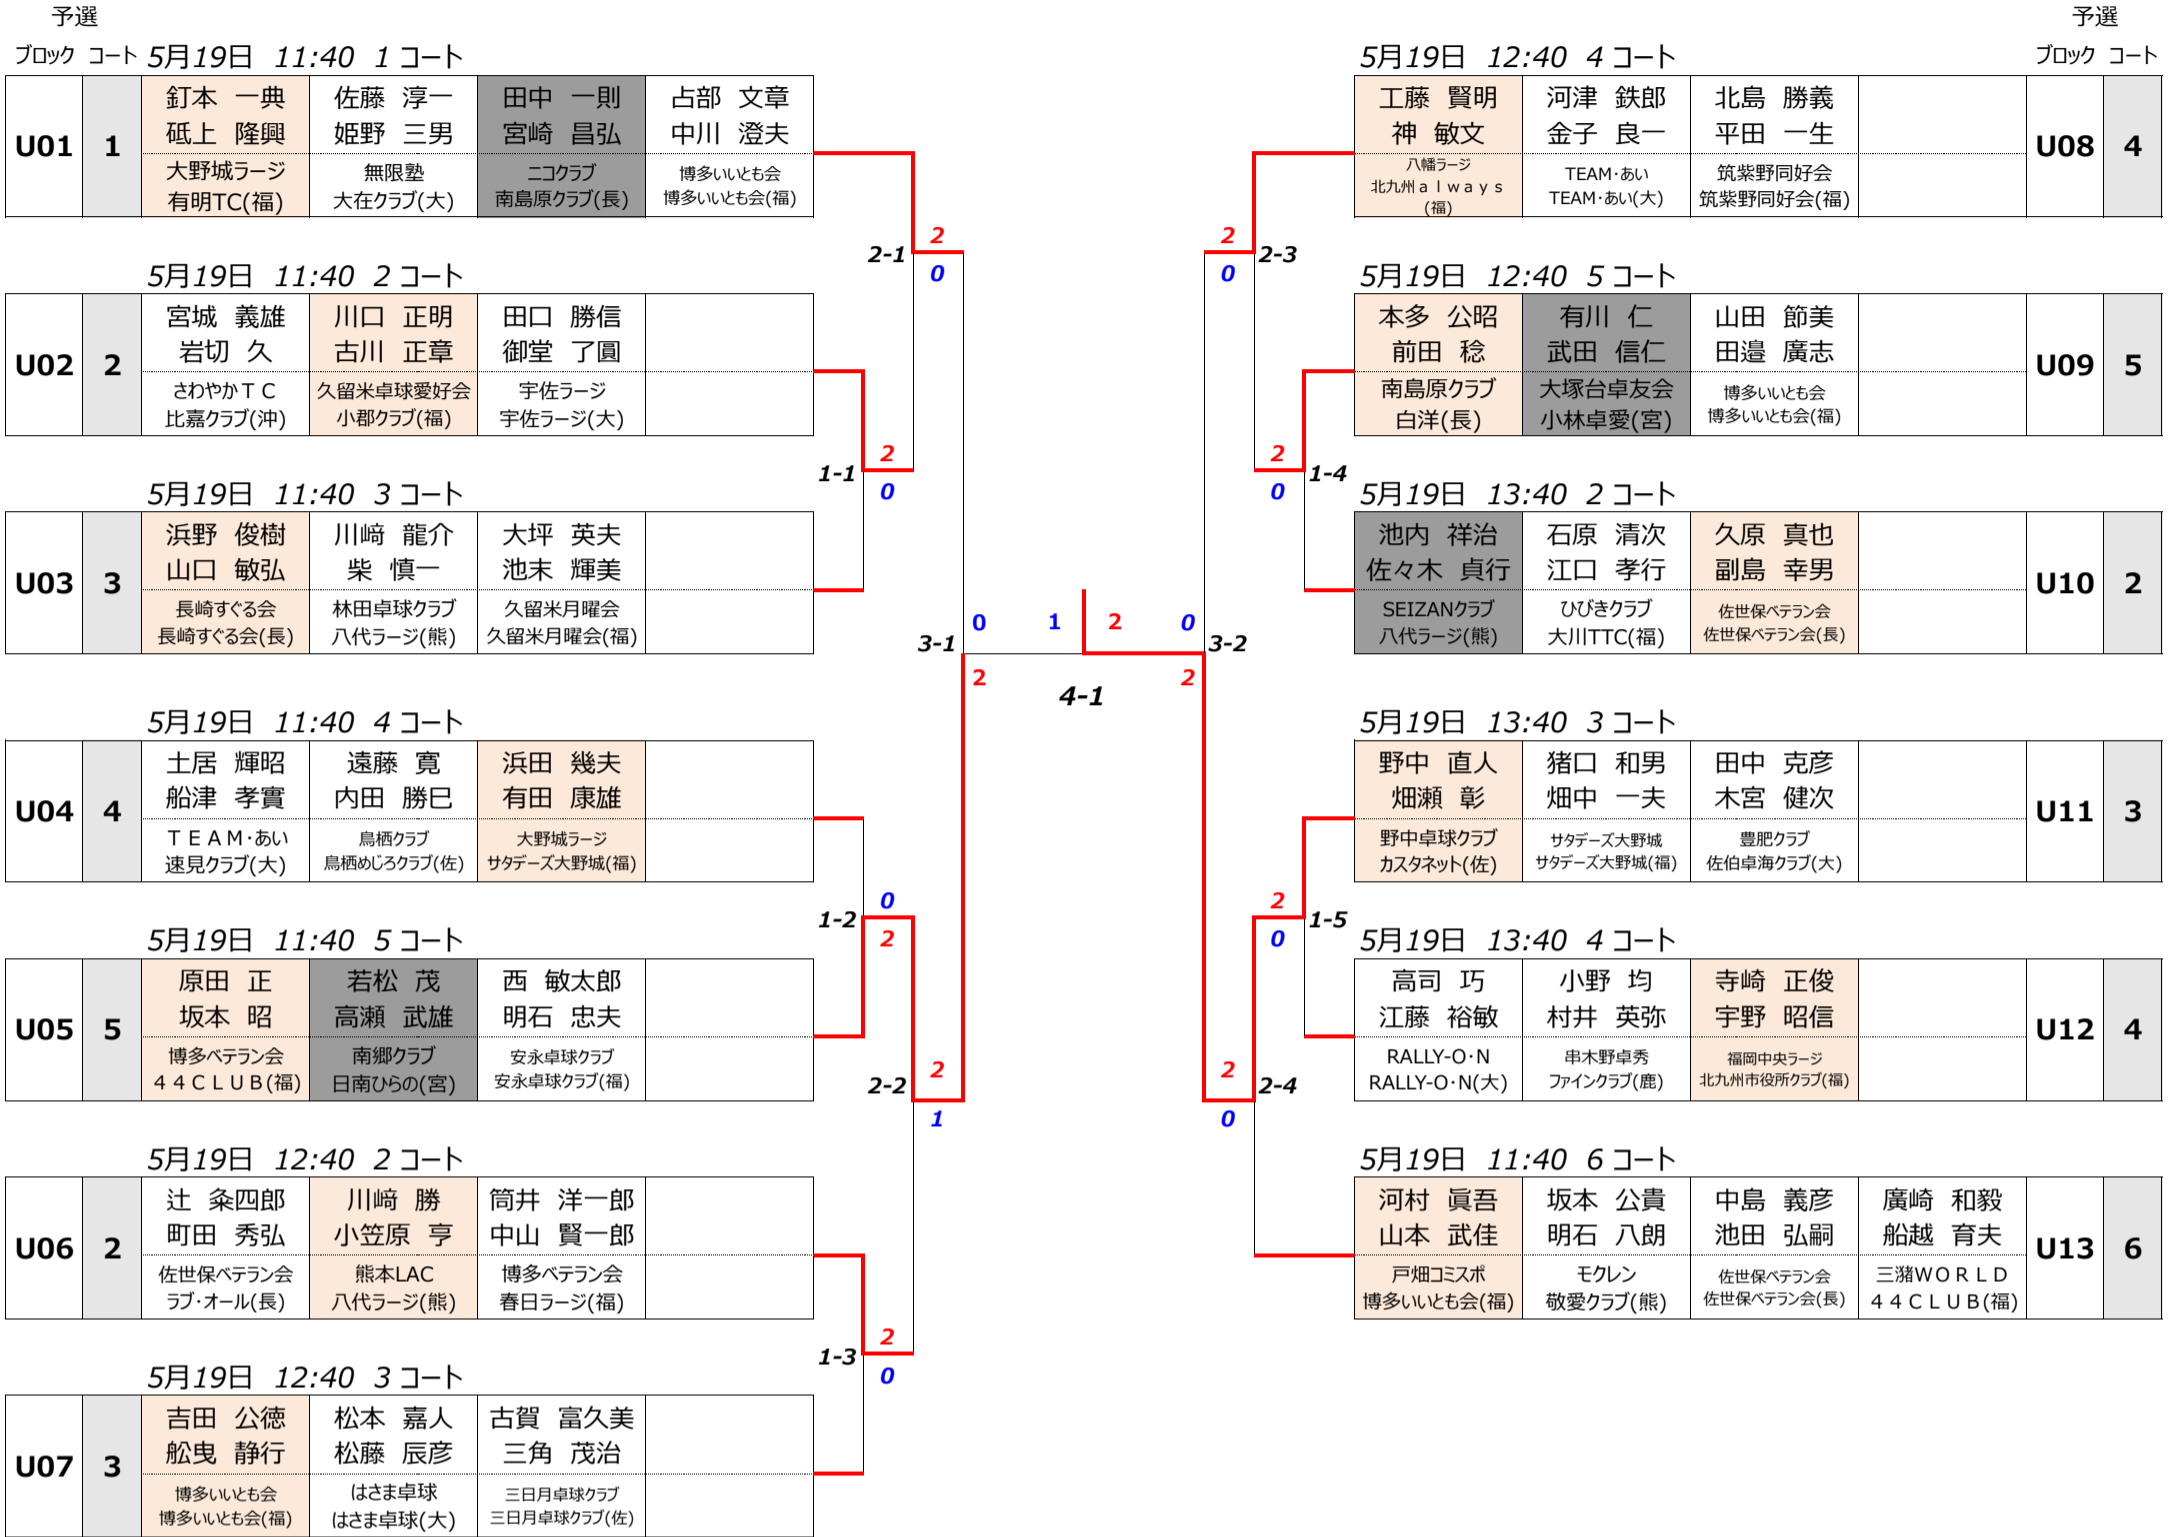 予選
ブロック コート 5月19日 11:40 1 コート
U01 1
釘本 一典 佐藤 淳一 田中 一則 占部 文章
砥上 隆興 姫野 三男 宮崎 昌弘 中川 澄夫
大野城ラージ 無限塾 ニコクラブ 博多いいとも会
有明TC(福) 大在クラブ(大) 南島原クラブ(長) 博多いいとも会(福)
5月19日 11:40 2 コート
U02 2
宮城 義雄 川口 正明 田口 勝信
岩切 久 古川 正章 御堂 了圓
さわやかTC 久留米卓球愛好会 宇佐ラージ
比嘉クラブ(沖) 小郡クラブ(福) 宇佐ラージ(大)
5月19日 11:40 3 コート
U03 3
浜野 俊樹 川﨑 龍介 大坪 英夫
山口 敏弘 柴 慎一 池末 輝美
長崎すぐる会 林田卓球クラブ 久留米月曜会
長崎すぐる会(長) 八代ラージ(熊) 久留米月曜会(福)
5月19日 11:40 4 コート
U04 4
土居 輝昭 遠藤 寛 浜田 幾夫
船津 孝實 内田 勝巳 有田 康雄
TEAM・あい 鳥栖クラブ 大野城ラージ
速見クラブ(大) 鳥栖めじろクラブ(佐) サタデーズ大野城(福)
5月19日 11:40 5 コート
U05 5
原田 正 若松 茂 西 敏太郎
坂本 昭 高瀬 武雄 明石 忠夫
博多ベテラン会 南郷クラブ 安永卓球クラブ
44CLUB(福) 日南ひらの(宮) 安永卓球クラブ(福)
5月19日 12:40 2 コート
U06 2
辻 粂四郎 川﨑 勝 筒井 洋一郎
町田 秀弘 小笠原 亨 中山 賢一郎
佐世保ベテラン会 熊本LAC 博多ベテラン会
ラブ・オール(長) 八代ラージ(熊) 春日ラージ(福)
5月19日 12:40 3 コート
U07 3
吉田 公徳 松本 嘉人 古賀 富久美
舩曳 静行 松藤 辰彦 三角 茂治
博多いいとも会 はさま卓球 三日月卓球クラブ
博多いいとも会(福) はさま卓球(大) 三日月卓球クラブ(佐)
2-1
2
0
1-1
2
0
3-1
0
2
1-2
0
2
2-2
2
1
1-3
2
0
1 2
4-1
2-3
2
0
1-4
2
0
3-2
0
2
1-5
2
0
2-4
2
0
予選
5月19日 12:40 4 コート ブロック コート
工藤 賢明 河津 鉄郎 北島 勝義
神 敏文 金子 良一 平田 一生
八幡ラージ TEAM・あい 筑紫野同好会
北九州always TEAM・あい(大) 筑紫野同好会(福)
(福)
U08 4
5月19日 12:40 5 コート
本多 公昭 有川 仁 山田 節美
前田 稔 武田 信仁 田邉 廣志
南島原クラブ 大塚台卓友会 博多いいとも会
白洋(長) 小林卓愛(宮) 博多いいとも会(福)
U09 5
5月19日 13:40 2 コート
池内 祥治 石原 清次 久原 真也
佐々木 貞行 江口 孝行 副島 幸男
SEIZANクラブ ひびきクラブ 佐世保ベテラン会
八代ラージ(熊) 大川TTC(福) 佐世保ベテラン会(長)
U10 2
5月19日 13:40 3 コート
野中 直人 猪口 和男 田中 克彦
畑瀬 彰 畑中 一夫 木宮 健次
野中卓球クラブ サタデーズ大野城 豊肥クラブ
カスタネット(佐) サタデーズ大野城(福) 佐伯卓海クラブ(大)
U11 3
5月19日 13:40 4 コート
高司 巧 小野 均 寺崎 正俊
江藤 裕敏 村井 英弥 宇野 昭信
RALLY-O・N 串木野卓秀 福岡中央ラージ
RALLY-O・N(大) ファインクラブ(鹿) 北九州市役所クラブ(福)
U12 4
5月19日 11:40 6 コート
河村 眞吾 坂本 公貴 中島 義彦 廣崎 和毅
山本 武佳 明石 八朗 池田 弘嗣 船越 育夫
戸畑コミスポ モクレン 佐世保ベテラン会 三潴WORLD
博多いいとも会(福) 敬愛クラブ(熊) 佐世保ベテラン会(長) 44CLUB(福)
U13 6